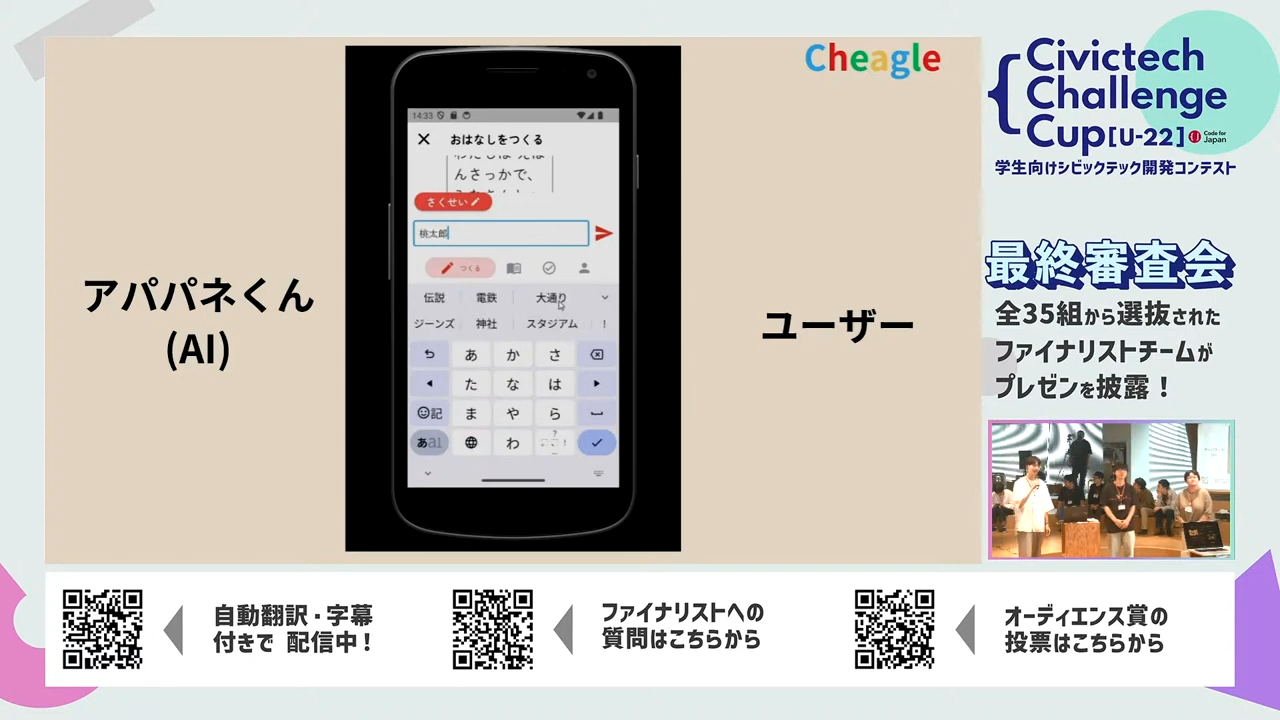 Cheagle
アパパネくん
(AI)
14:33
おはなしをつくる
んさっかで、
さくせい
桃太郎
つくる
伝説 電鉄 大通り
ジーンズ 神社 スタジアム !
あ か さ
た な は
記 ま や ら
あa1 わ
ユーザー
Civictech
Challenge
Cup[U-22]
Code for
Japan
学生向けシビックテック開発コンテスト
最終審査会
全35組から選抜された
ファイナリストチームが
プレゼンを披露！
自動翻訳・字幕
付きで 配信中！
ファイナリストへの
質問はこちらから
オーディエンス賞の
投票はこちらから